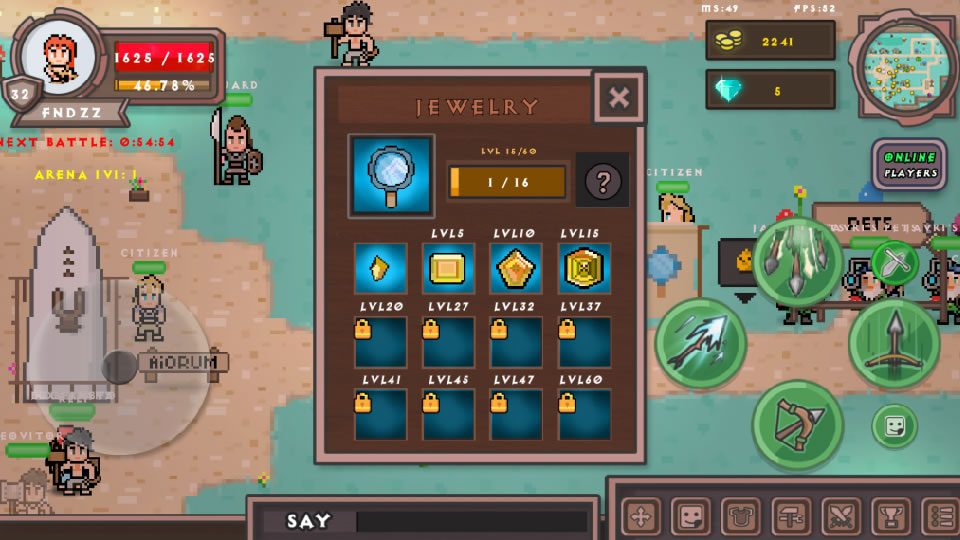 MS:49 FPS:52
1625 / 1625
46.78%
32
FNDZZ
NEXT BATTLE: 0:54:54
ARENA 1V1: 1
JEWELRY
LVL 15/60
1 / 16
2241
5
ONLINE
PLAYERS
CITIZEN
CITIZEN
PETS
AIORUM
LVL5 LVL10 LVL15
LVL20 LVL27 LVL32 LVL37
LVL41 LVL45 LVL47 LVL60
SAY